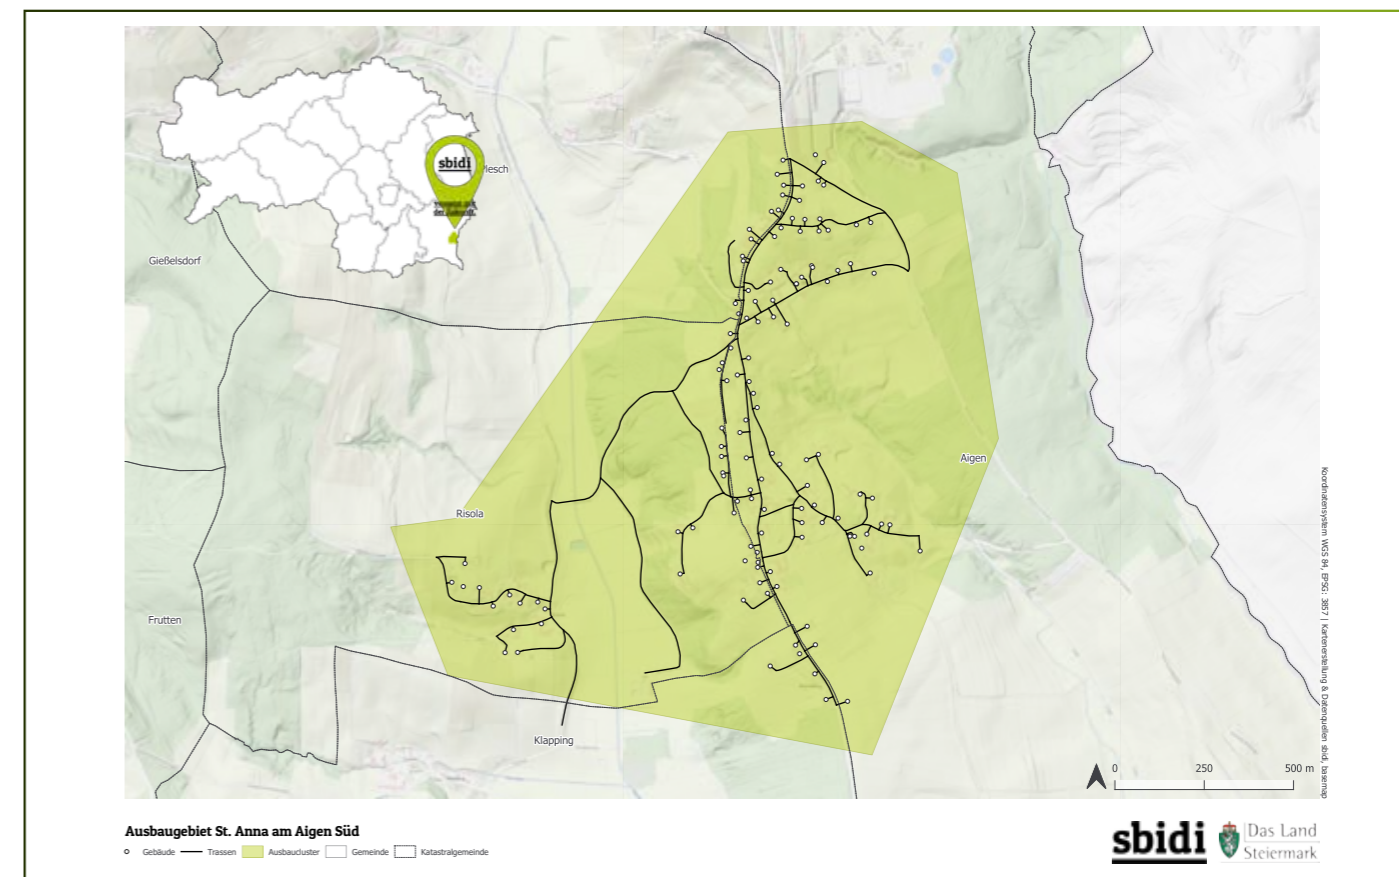 sbidi
lesch
Gießelsdorf
Aigen
Risola
Frutten
Klapping
0 250 500 m
Koordinatensystem WGS 84, EPSG: 3857 | Kartenerstellung & Datenquellen sbidi, basemap
Ausbaugebiet St. Anna am Aigen Süd
Gebäude Trassen Ausbaucluster Gemeinde Katastralgemeinde
sbidi
Das Land
Steiermark